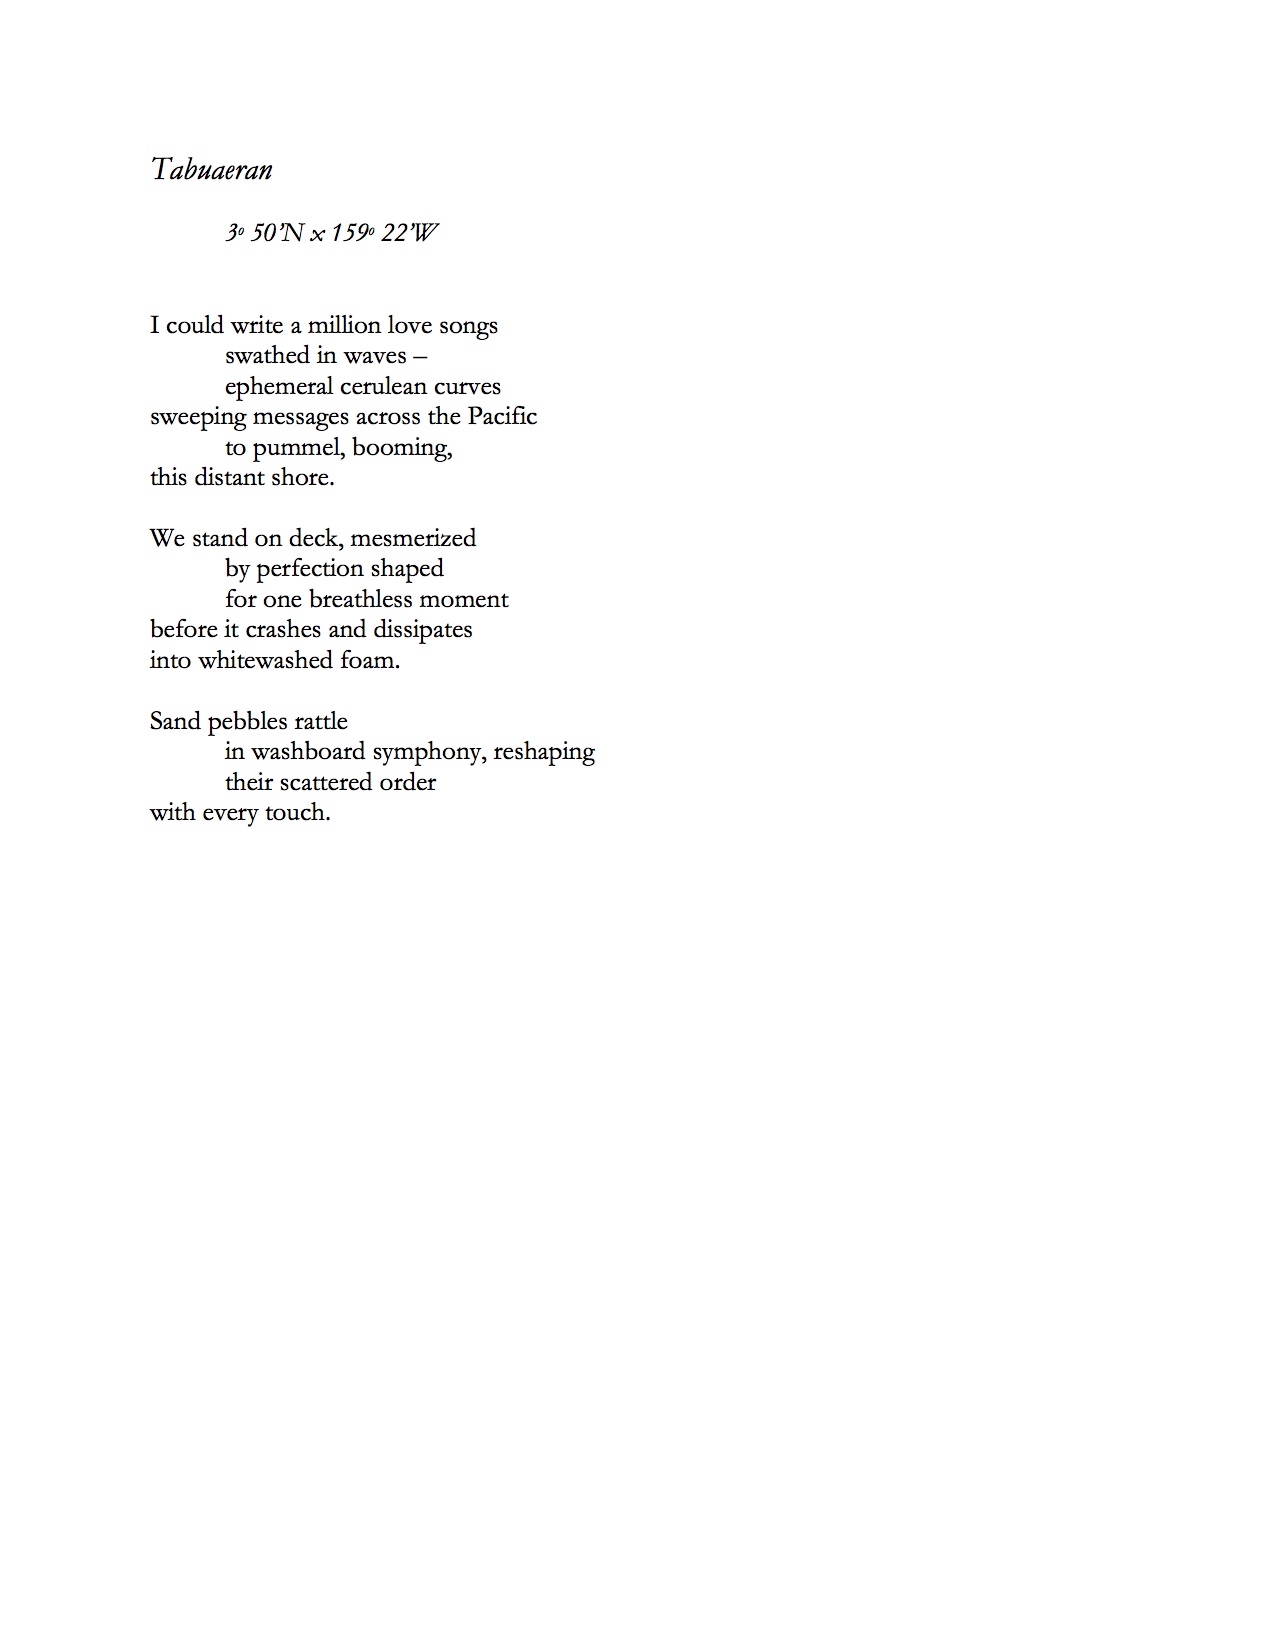 Tabuaeran
3º 50’N x 159º 22’W
I could write a million love songs
swathed in waves –
ephemeral cerulean curves
sweeping messages across the Pacific
to pummel, booming,
this distant shore.
We stand on deck, mesmerized
by perfection shaped
for one breathless moment
before it crashes and dissipates
into whitewashed foam.
Sand pebbles rattle
in washboard symphony, reshaping
their scattered order
with every touch.